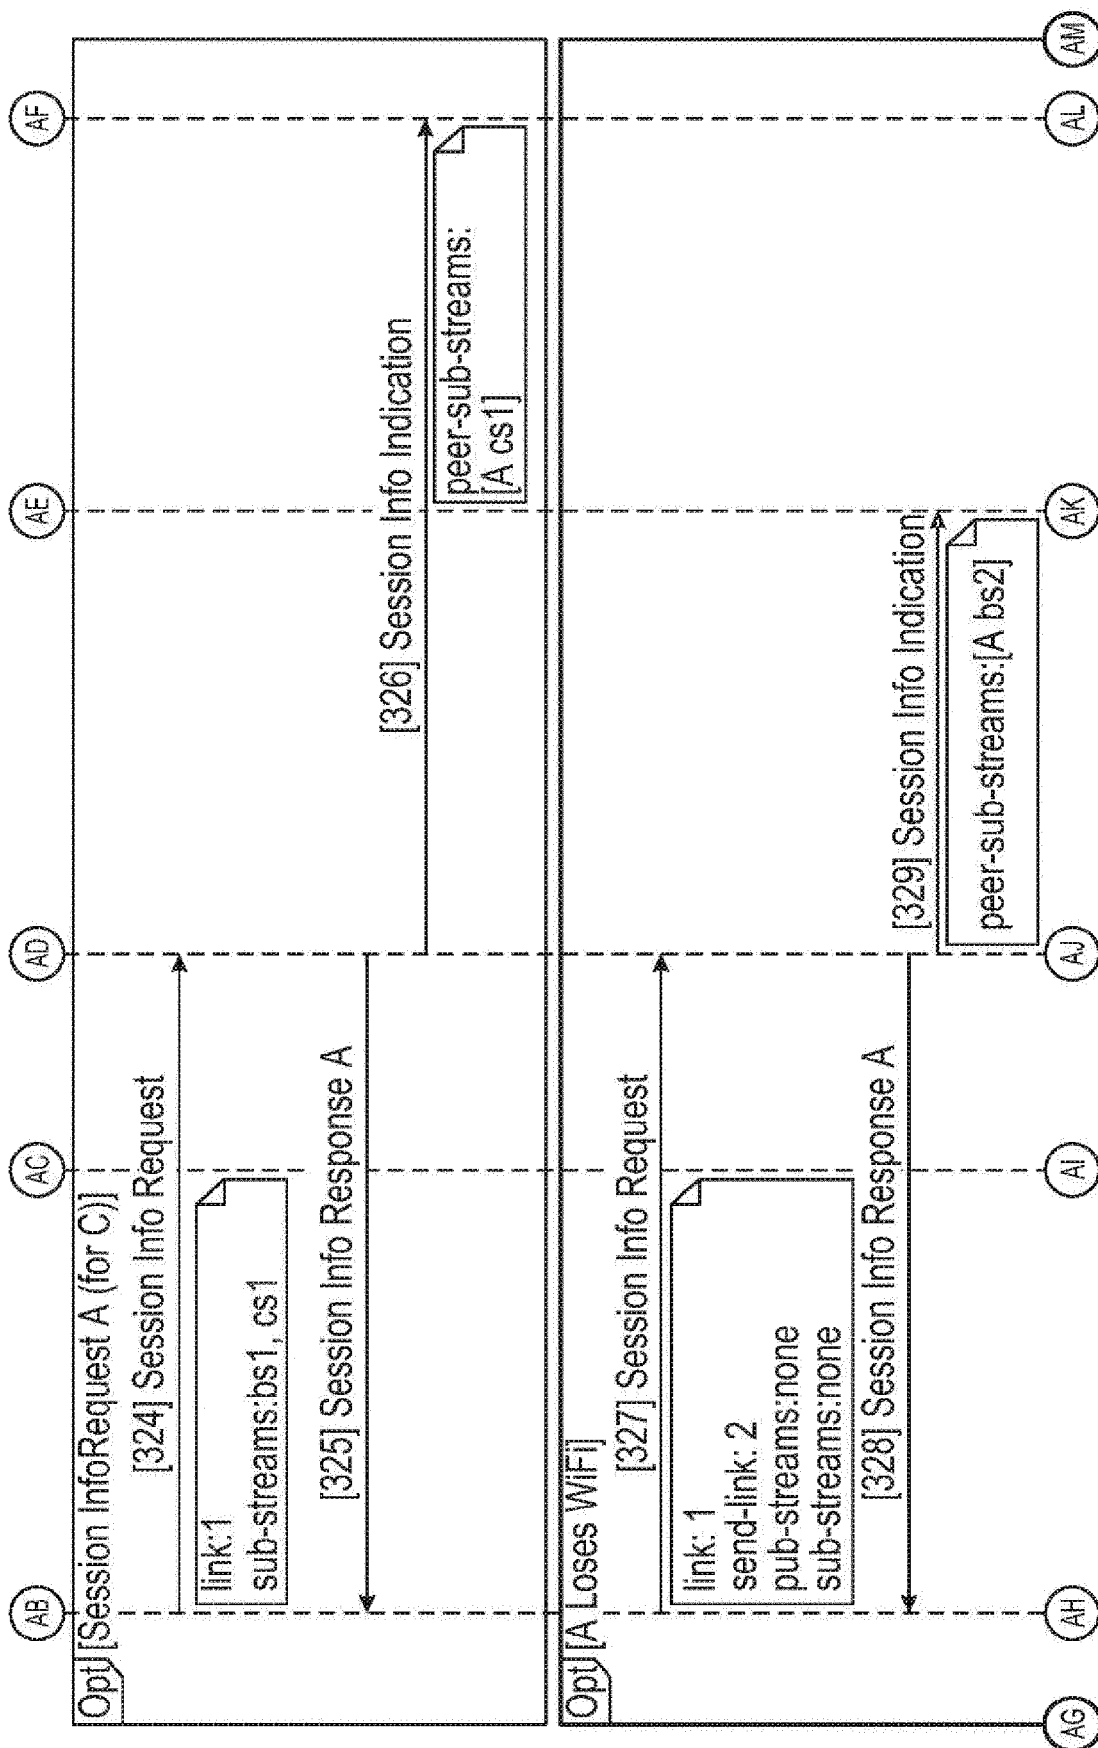 AB
AC
AD
AE
AF
Opt [Session InfoRequest A (for C)]
[324] Session Info Request
link:1
sub-streams:bs1, cs1
[325] Session Info Response A
[326] Session Info Indication
peer-sub-streams:
[A cs1]
Opt [A Loses WiFi]
[327] Session Info Request
link: 1
send-link: 2
pub-streams:none
sub-streams:none
[328] Session Info Response A
[329] Session Info Indication
peer-sub-streams:[A bs2]
AG
AH
AI
AJ
AK
AL
AM